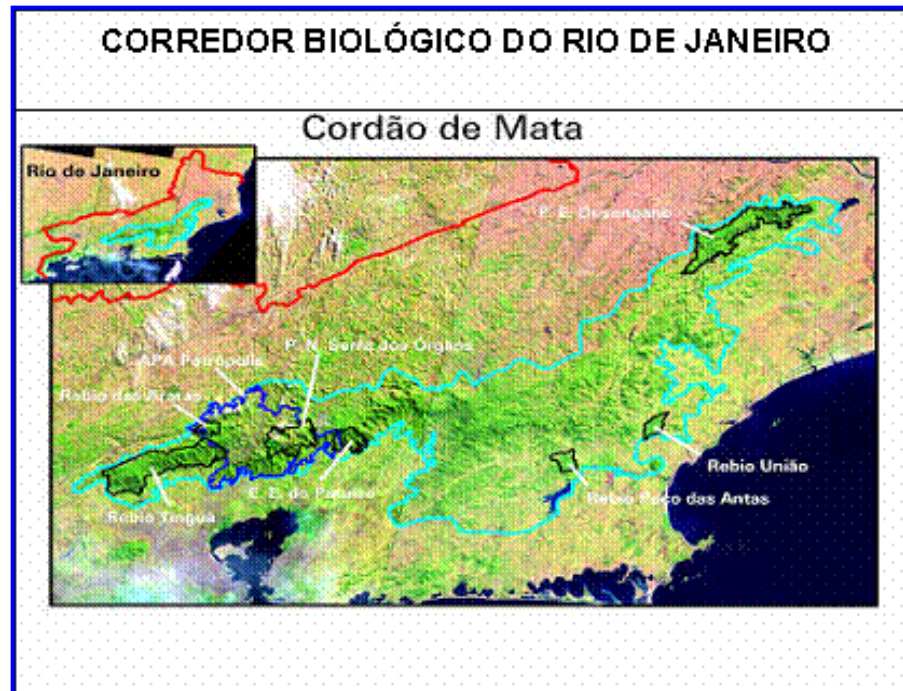 CORREDOR BIOLÓGICO DO RIO DE JANEIRO
Cordão de Mata
Rio de Janeiro
P. E. Desengano
P. N. Serra dos Órgãos
APA Petrópolis
Rebio das Araras
Rebio União
E. E. do Paraíso
Rebio Poço das Antas
Rebio Tinguá